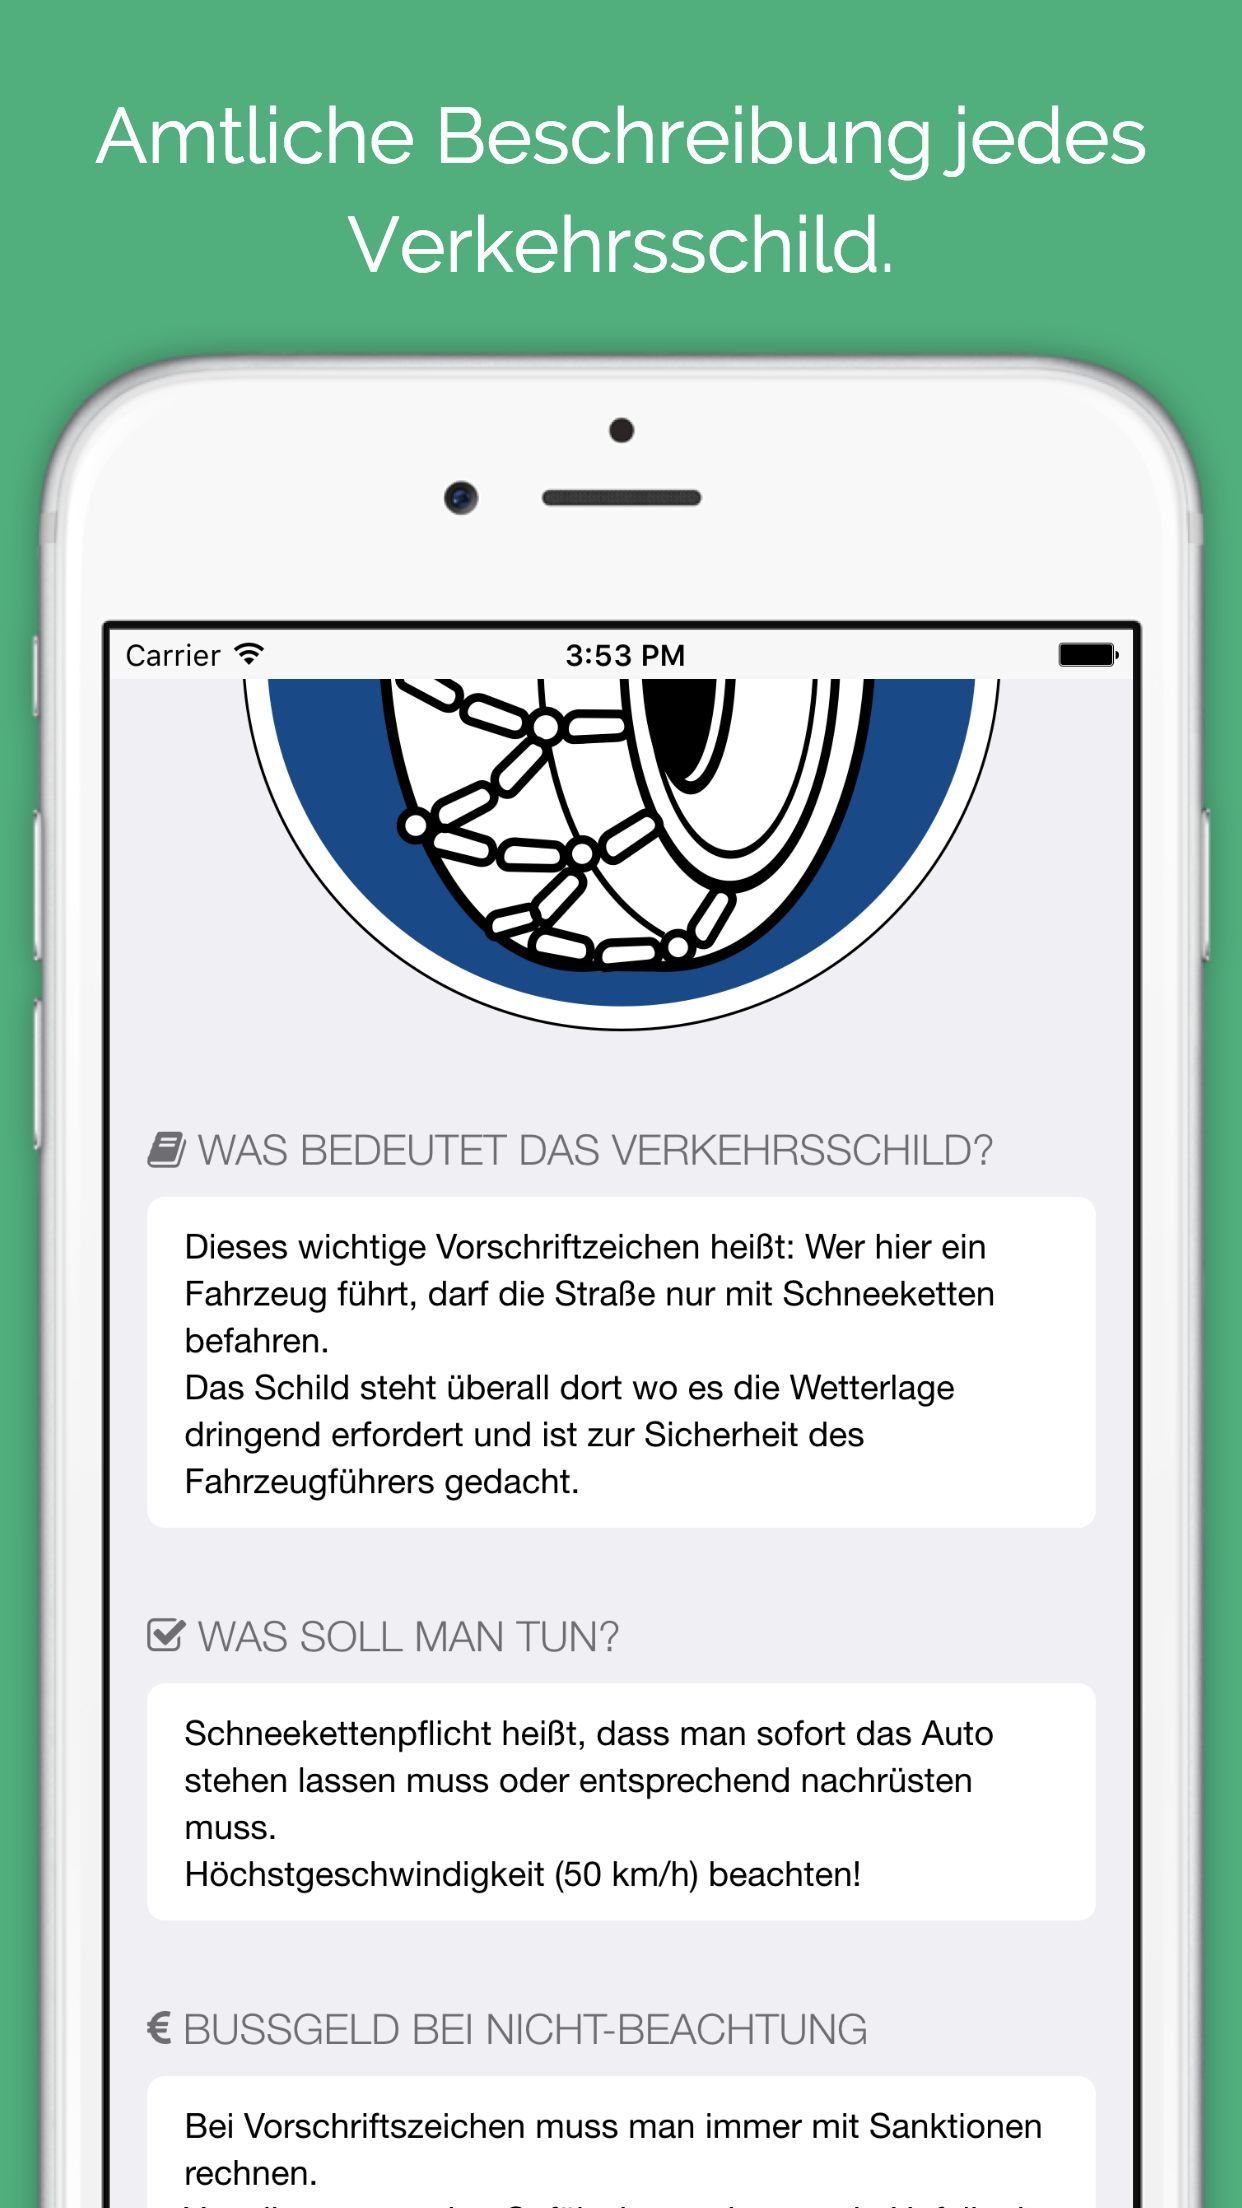 Amtliche Beschreibung jedes
Verkehrsschild.
Carrier 3:53 PM
WAS BEDEUTET DAS VERKEHRSSCHILD?
Dieses wichtige Vorschriftzeichen heißt: Wer hier ein
Fahrzeug führt, darf die Straße nur mit Schneeketten
befahren.
Das Schild steht überall dort wo es die Wetterlage
dringend erfordert und ist zur Sicherheit des
Fahrzeugführers gedacht.
WAS SOLL MAN TUN?
Schneekettenpflicht heißt, dass man sofort das Auto
stehen lassen muss oder entsprechend nachrüsten
muss.
Höchstgeschwindigkeit (50 km/h) beachten!
€ BUSSGELD BEI NICHT-BEACHTUNG
Bei Vorschriftszeichen muss man immer mit Sanktionen
rechnen.